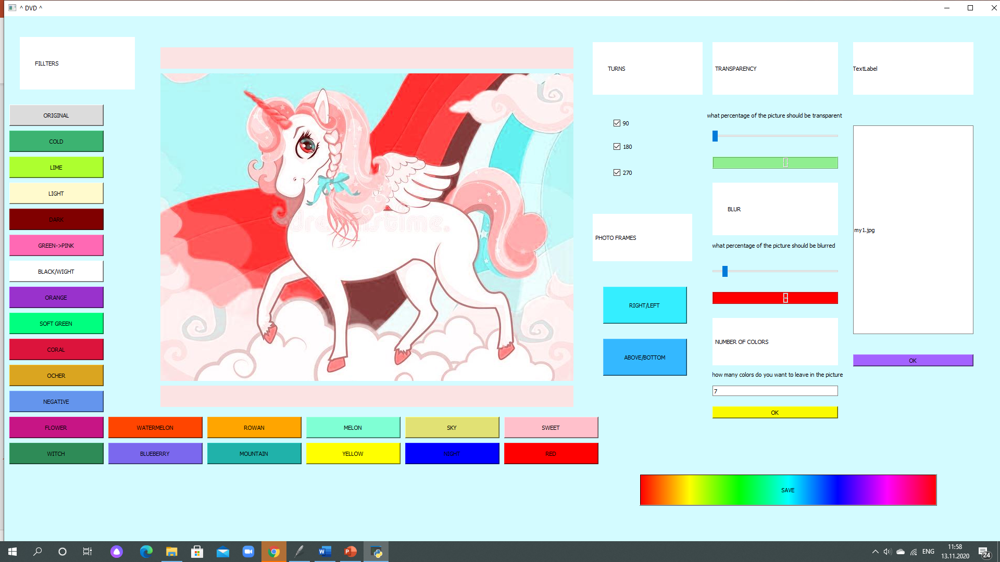 ^ DVD ^
FILLTERS
ORIGINAL
COLD
LIME
LIGHT
DARK
GREEN->PINK
BLACK/WIGHT
ORANGE
SOFT GREEN
CORAL
OCHER
NEGATIVE
FLOWER
WATERMELON
ROWAN
MELON
SKY
SWEET
WITCH
BLUEBERRY
MOUNTAIN
YELLOW
NIGHT
RED
dreamstime.
TURNS
90
180
270
PHOTO FRAMES
RIGHT/LEFT
ABOVE/BOTTOM
TRANSPARENCY
what percentage of the picture should be transparent
0
BLUR
what percentage of the picture should be blurred
8
NUMBER OF COLORS
how many colors do you want to leave in the picture
7
OK
TextLabel
my1.jpg
OK
SAVE
ENG
11:58
13.11.2020
24